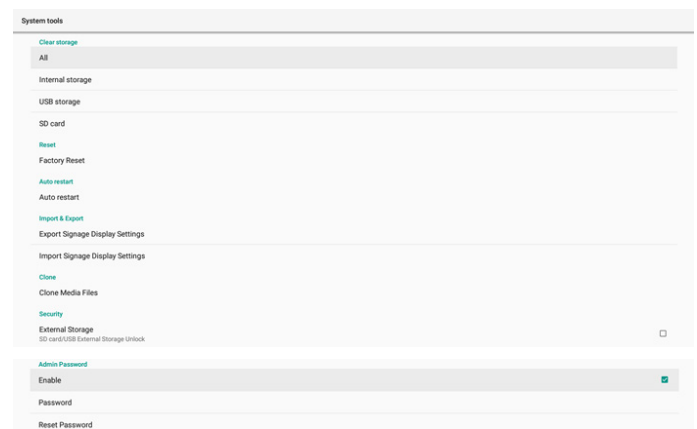 System tools
Clear storage
All
Internal storage
USB storage
SD card
Reset
Factory Reset
Auto restart
Auto restart
Import & Export
Export Signage Display Settings
Import Signage Display Settings
Clone
Clone Media Files
Security
External Storage
SD card/USB External Storage Unlock
Admin Password
Enable
Password
Reset Password